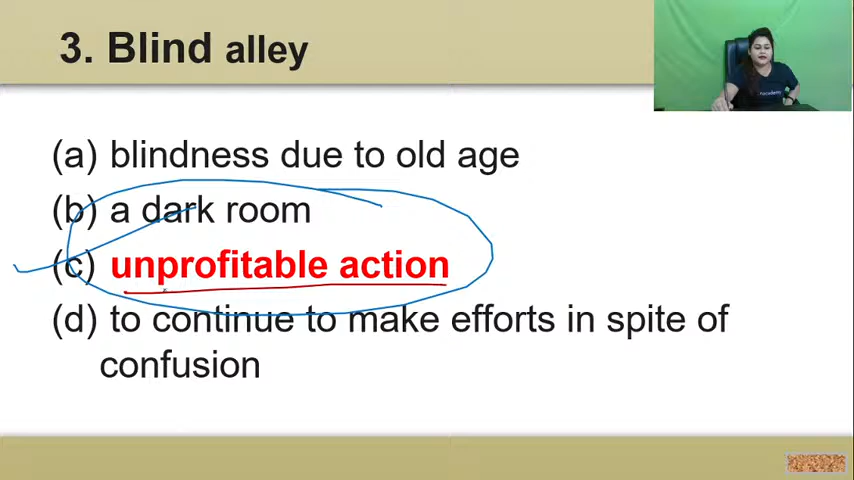 3. Blind alley
(a) blindness due to old age
(b) a dark room
(c) unprofitable action
(d) to continue to make efforts in spite of
confusion